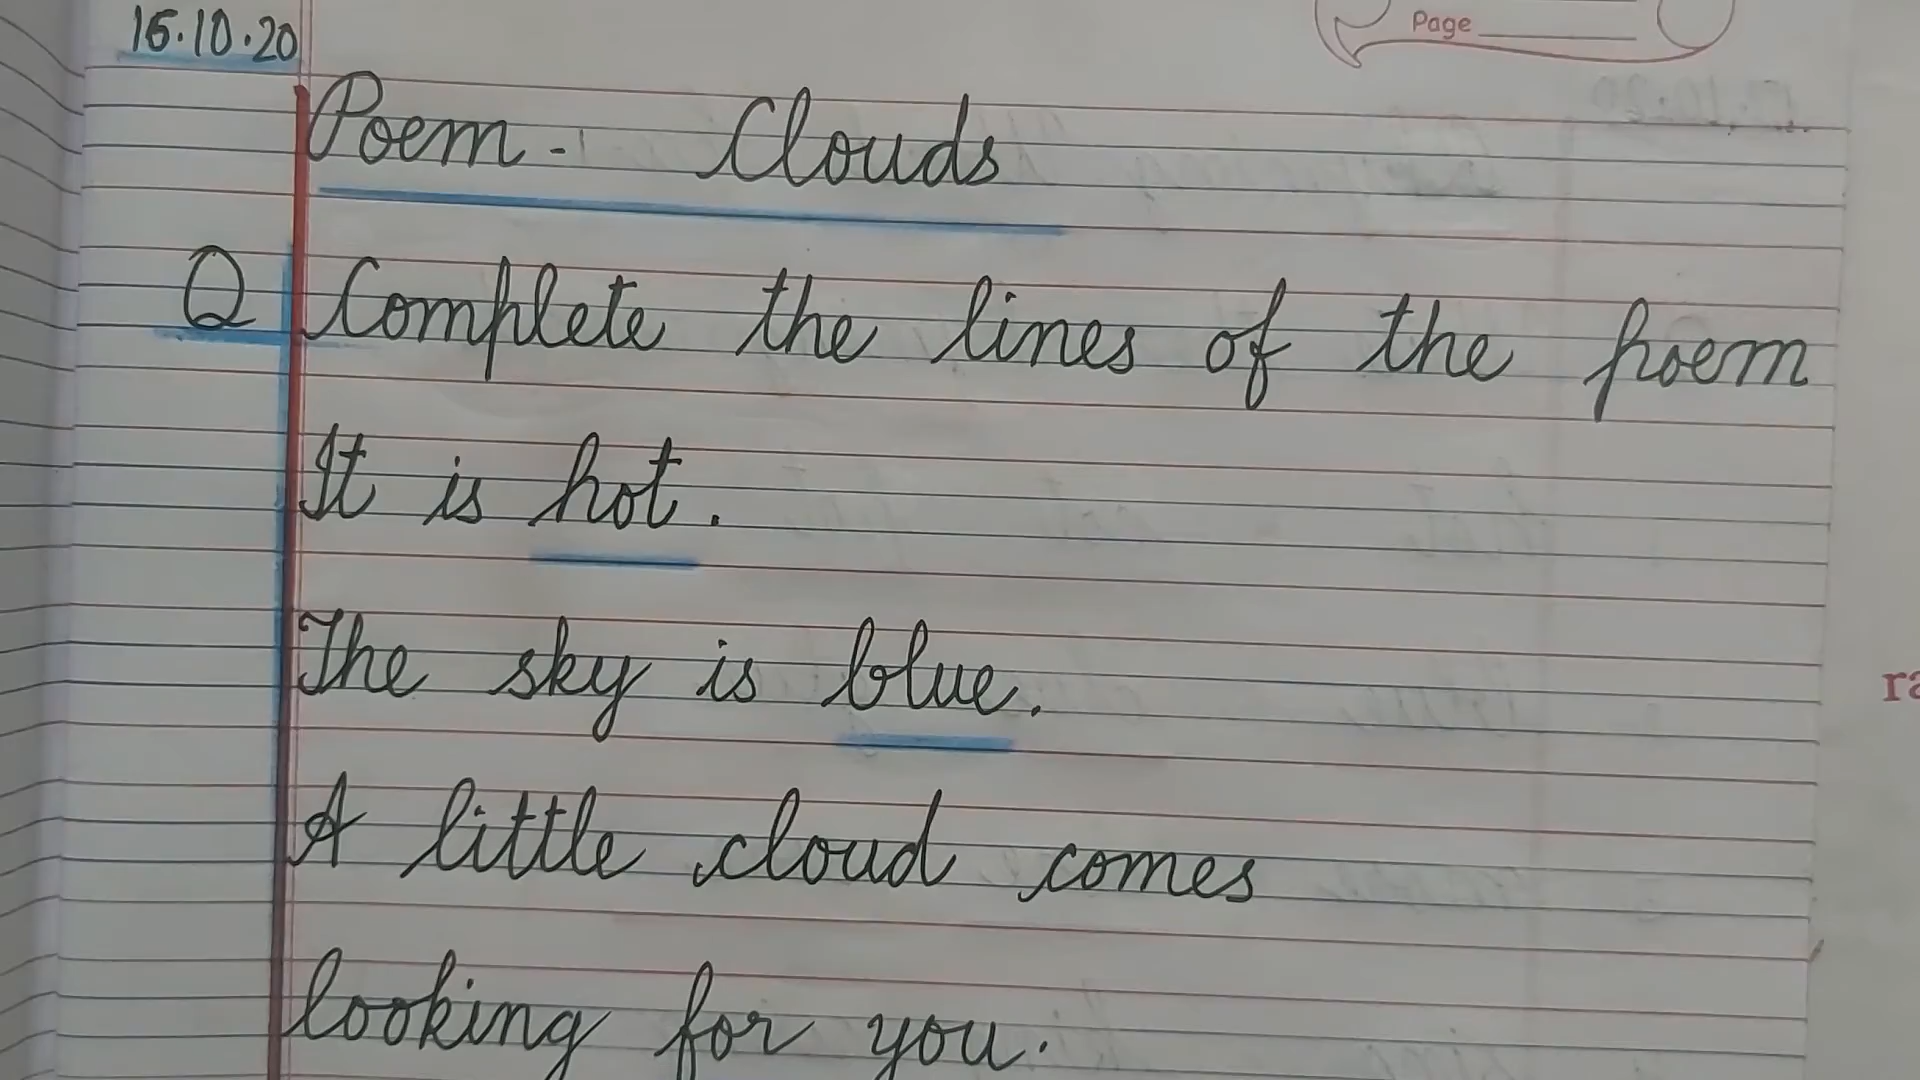 16.10.20
Page
Poem - Clouds
Q Complete the lines of the poem
It is hot.
The sky is blue.
A little cloud comes
looking for you.